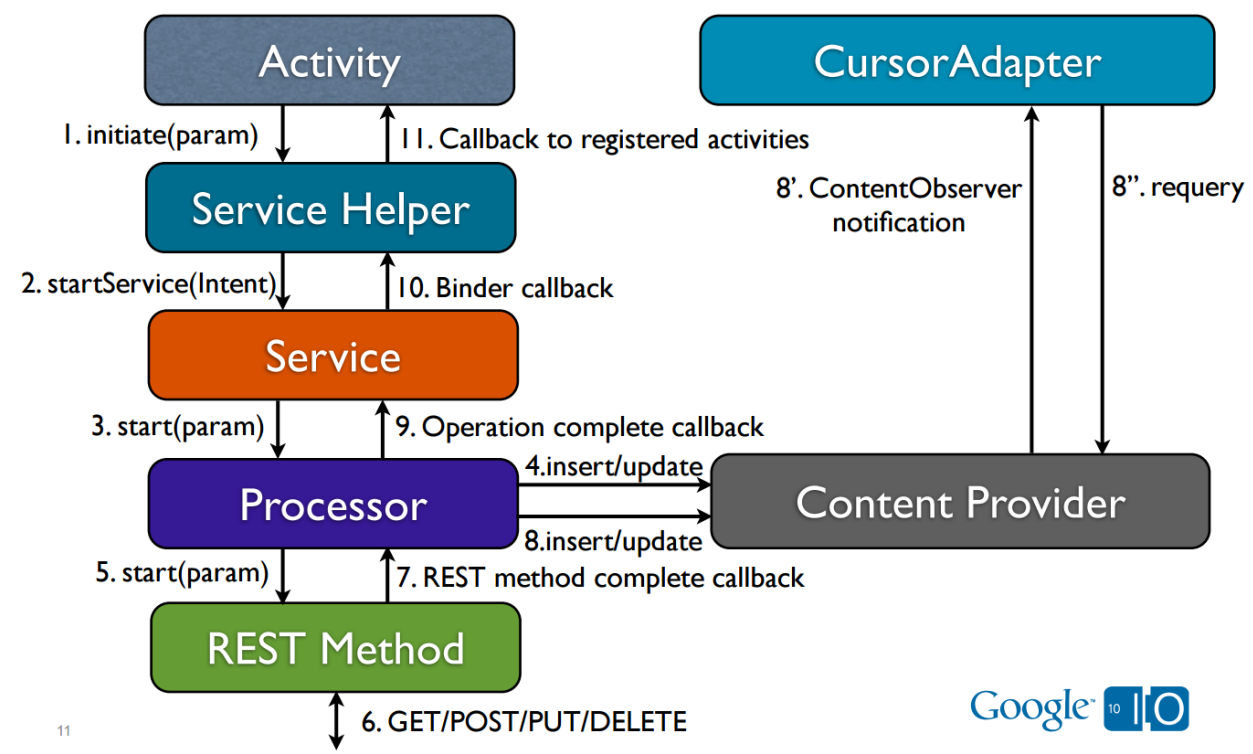 Activity
CursorAdapter
1. initiate(param)
11. Callback to registered activities
Service Helper
8’. ContentObserver
notification
8”. requery
2. startService(Intent)
10. Binder callback
Service
3. start(param)
9. Operation complete callback
4.insert/update
Processor
Content Provider
8.insert/update
5. start(param)
7. REST method complete callback
REST Method
6. GET/POST/PUT/DELETE
Google™ 10 IO
11